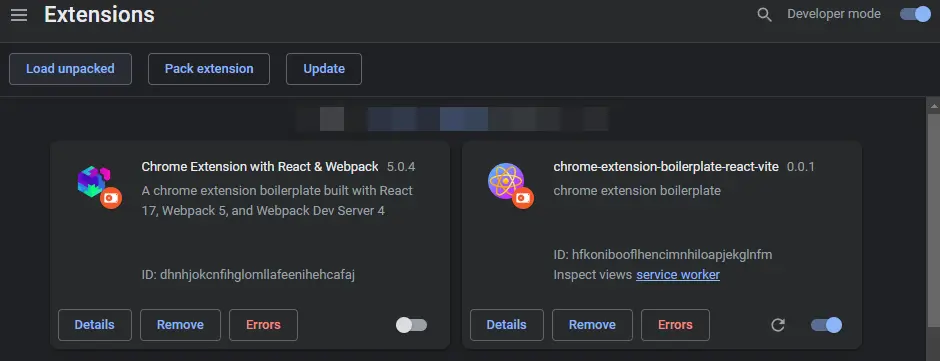 Extensions
Developer mode
Load unpacked
Pack extension
Update
Chrome Extension with React & Webpack 5.0.4
A chrome extension boilerplate built with React
17, Webpack 5, and Webpack Dev Server 4
ID: dhnhjokcnfihglomllafeenihehcafaj
Details
Remove
Errors
chrome-extension-boilerplate-react-vite 0.0.1
chrome extension boilerplate
ID: hfkonibooflhencimnhiloapjekglnfm
Inspect views service worker
Details
Remove
Errors